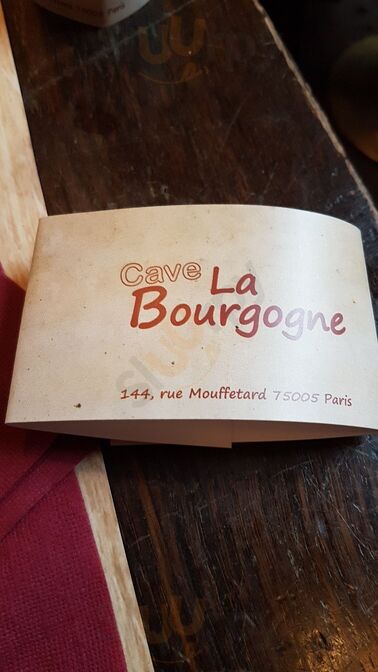 Cave La
Bourgogne
144, rue Mouffetard 75005 Paris